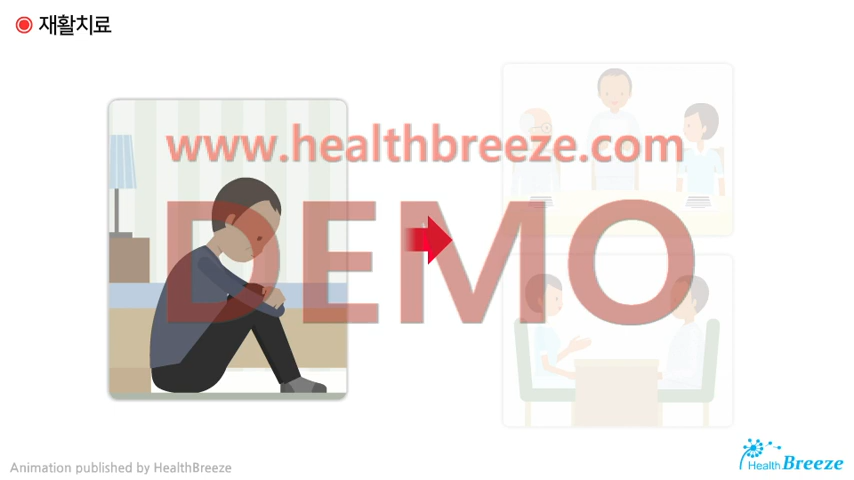 재활치료
www.healthbreeze.com
DEMO
Animation published by HealthBreeze
Health Breeze